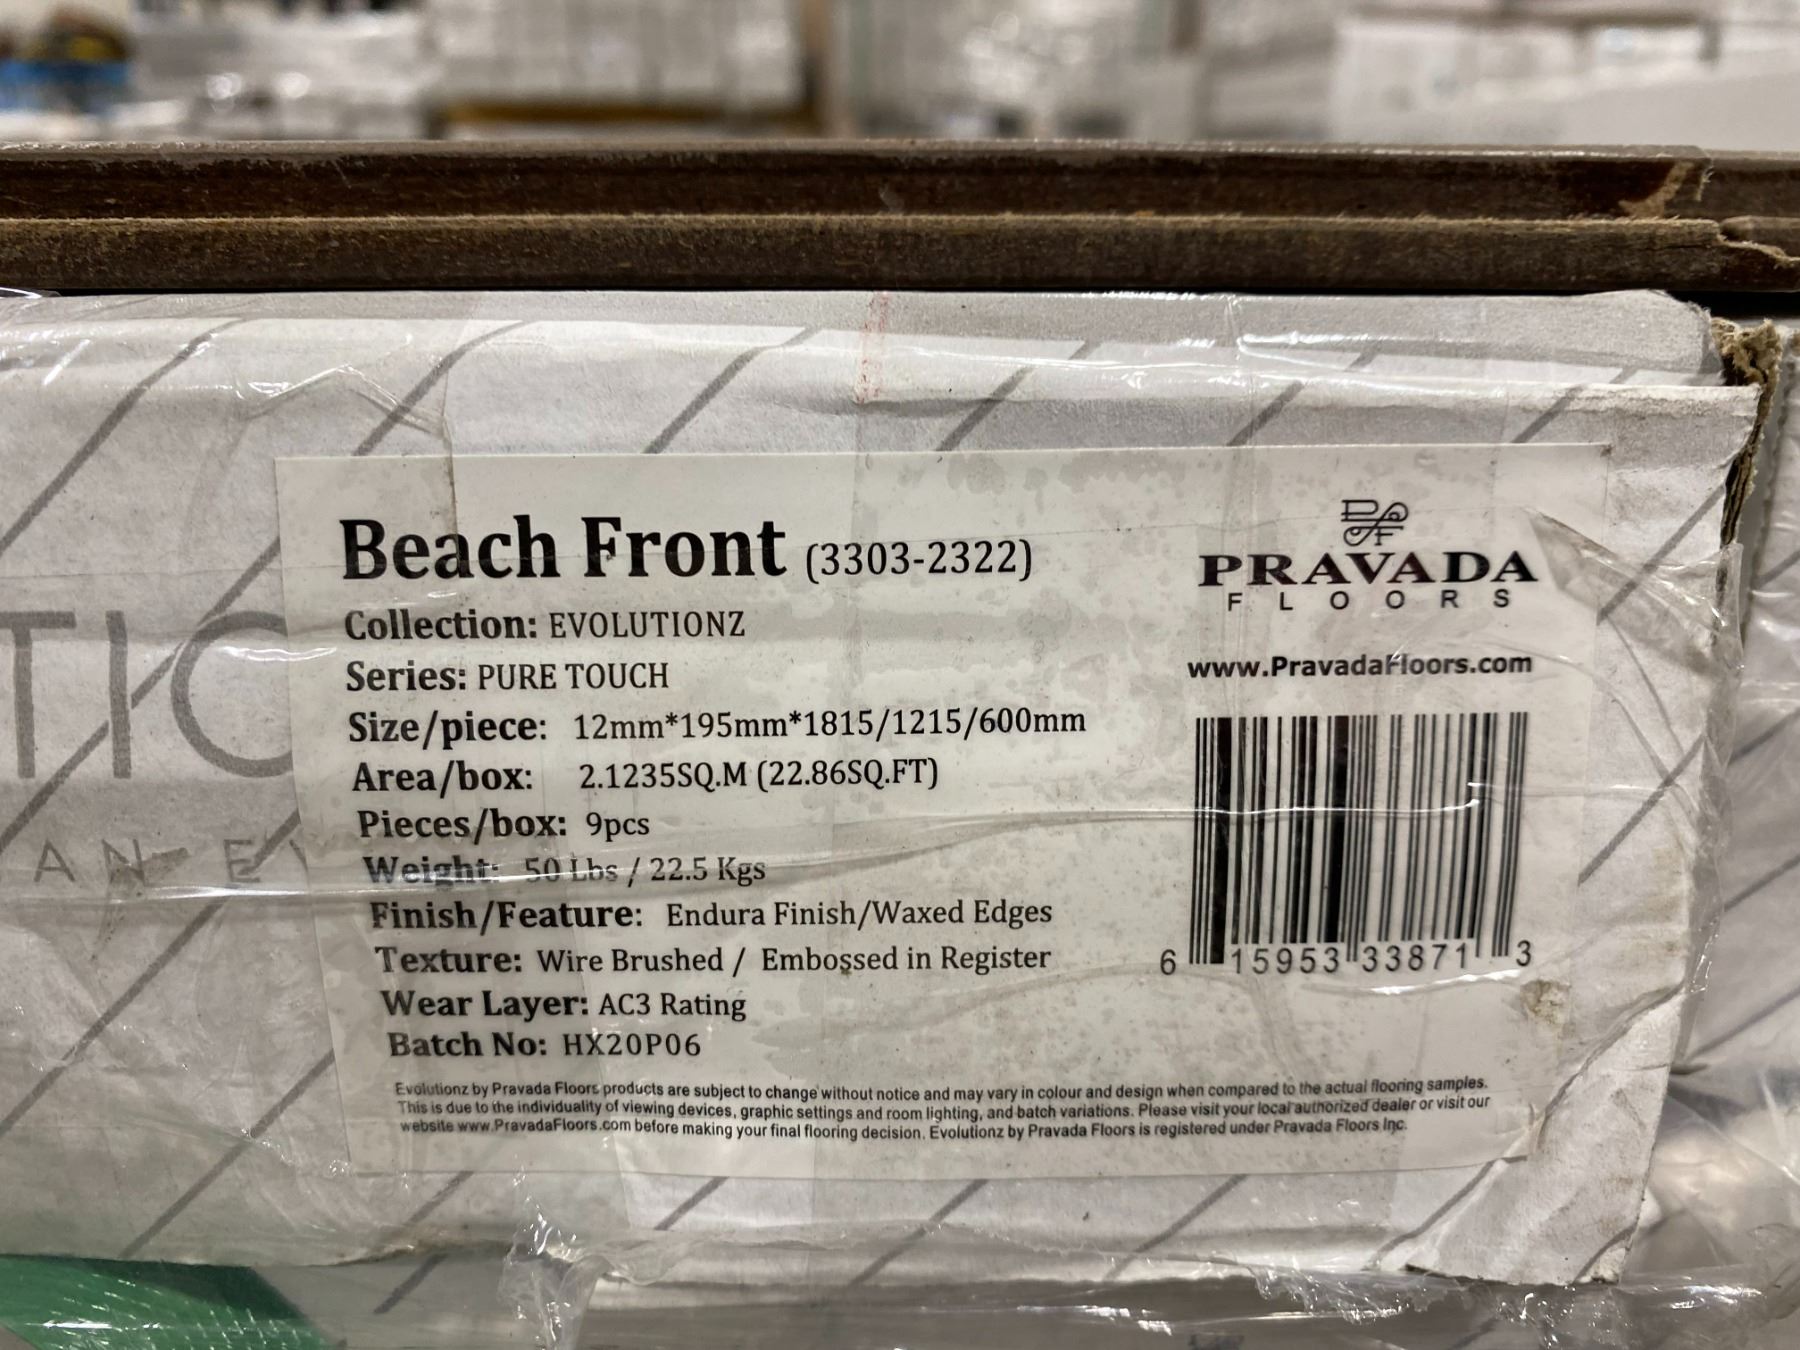 Beach Front (3303-2322)
Collection: EVOLUTIONZ
Series: PURE TOUCH
Size/piece: 12mm*195mm*1815/1215/600mm
Area/box: 2.1235SQ.M (22.86SQ.FT)
Pieces/box: 9pcs
Weight: 50 Lbs / 22.5 Kgs
Finish/Feature: Endura Finish/Waxed Edges
Texture: Wire Brushed / Embossed in Register
Wear Layer: AC3 Rating
Batch No: HX20P06
Evolutionz by Pravada Floors products are subject to change without notice and may vary in colour and design when compared to the actual flooring samples.
This is due to the individuality of viewing devices, graphic settings and room lighting, and batch variations. Please visit your local authorized dealer or visit our
website www.PravadaFloors.com before making your final flooring decision. Evolutionz by Pravada Floors is registered under Pravada Floors Inc.
PRAVADA
FLOORS
www.PravadaFloors.com
6 15953 33871 3
TIC
AN E